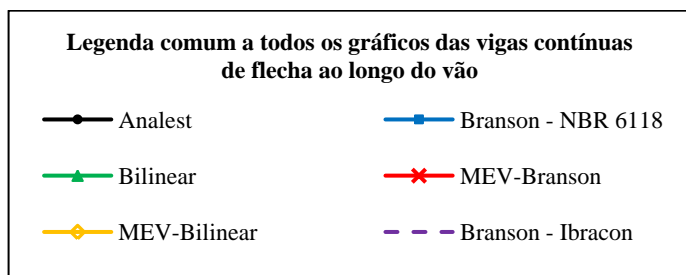 Legenda comum a todos os gráficos das vigas contínuas
de flecha ao longo do vão
Analest
Branson - NBR 6118
Bilinear
MEV-Branson
MEV-Bilinear
Branson - Ibracon